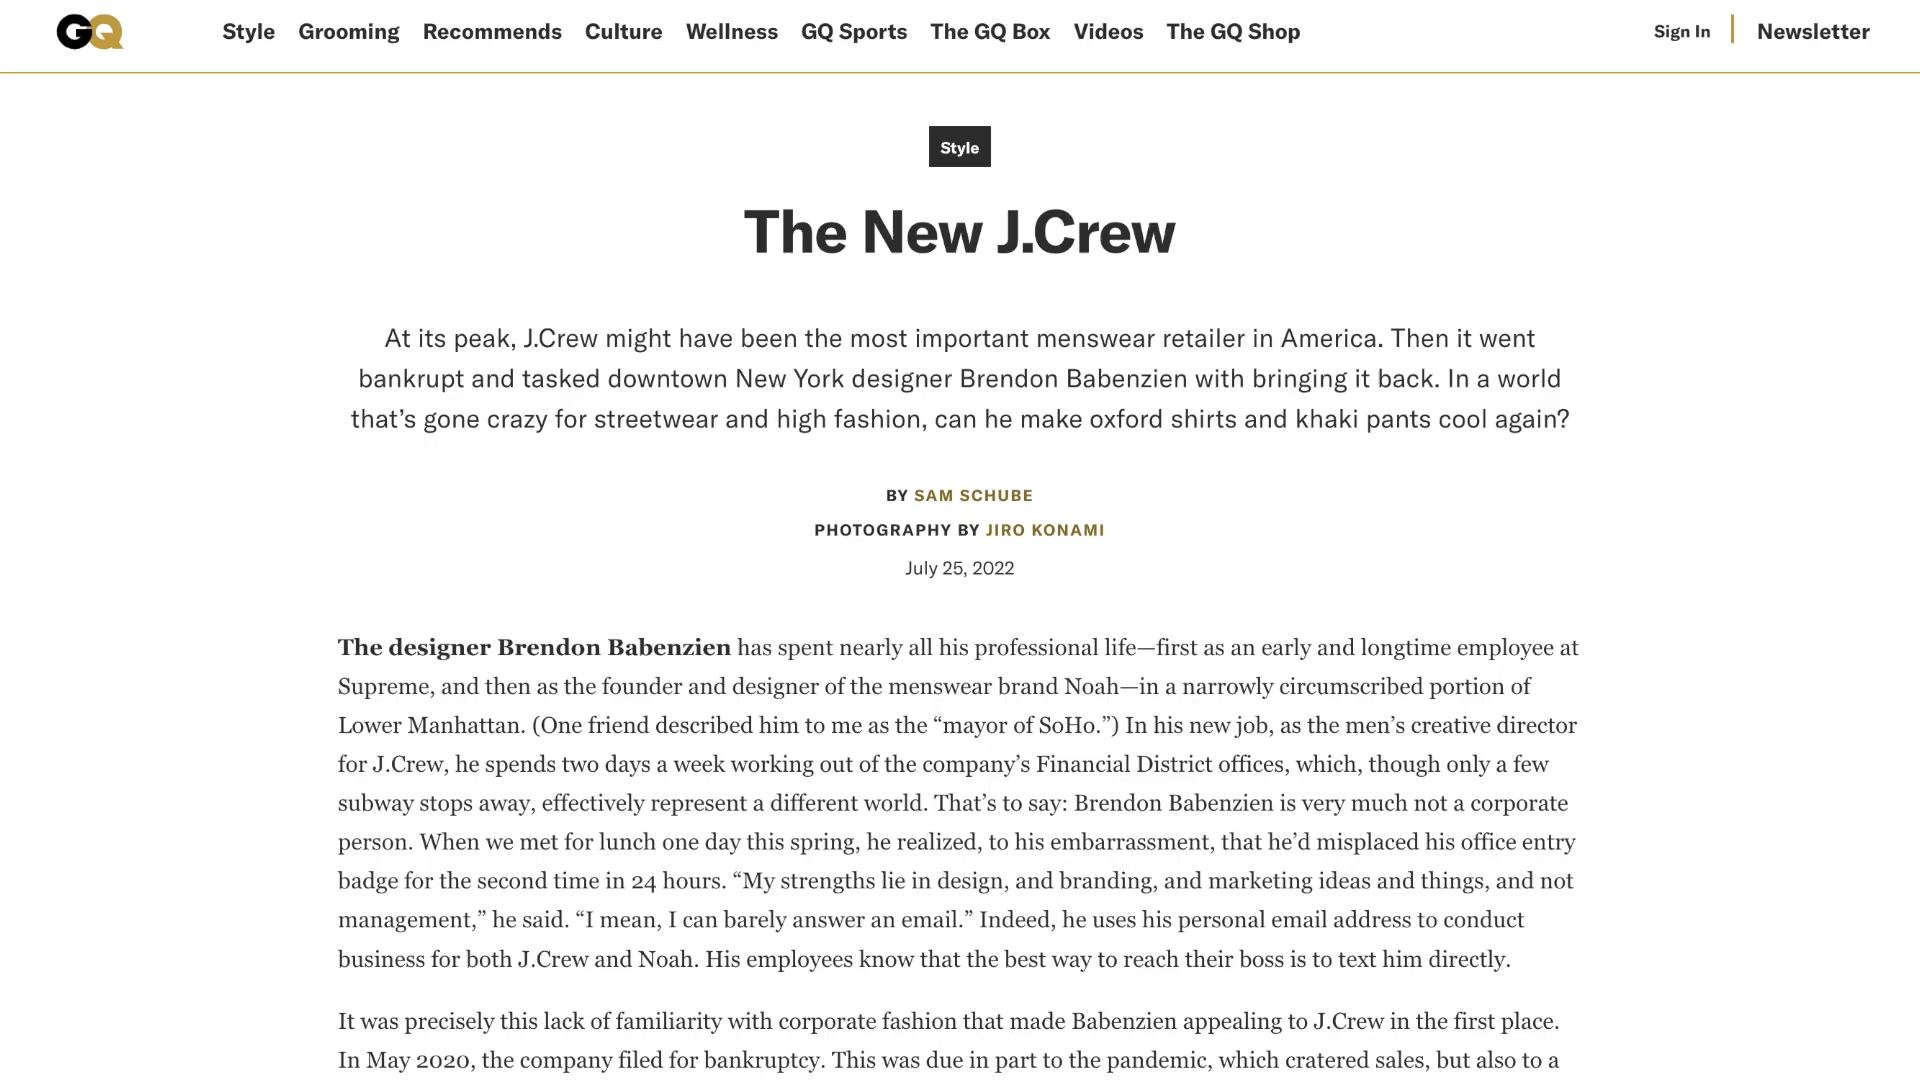 GQ Style Grooming Recommends Culture Wellness GQ Sports The GQ Box Videos The GQ Shop Sign In Newsletter
Style
The New J.Crew
At its peak, J.Crew might have been the most important menswear retailer in America. Then it went
bankrupt and tasked downtown New York designer Brendon Babenzien with bringing it back. In a world
that’s gone crazy for streetwear and high fashion, can he make oxford shirts and khaki pants cool again?
BY SAM SCHUBE
PHOTOGRAPHY BY JIRO KONAMI
July 25, 2022
The designer Brendon Babenzien has spent nearly all his professional life—first as an early and longtime employee at
Supreme, and then as the founder and designer of the menswear brand Noah—in a narrowly circumscribed portion of
Lower Manhattan. (One friend described him to me as the “mayor of SoHo.”) In his new job, as the men’s creative director
for J.Crew, he spends two days a week working out of the company’s Financial District offices, which, though only a few
subway stops away, effectively represent a different world. That’s to say: Brendon Babenzien is very much not a corporate
person. When we met for lunch one day this spring, he realized, to his embarrassment, that he’d misplaced his office entry
badge for the second time in 24 hours. “My strengths lie in design, and branding, and marketing ideas and things, and not
management,” he said. “I mean, I can barely answer an email.” Indeed, he uses his personal email address to conduct
business for both J.Crew and Noah. His employees know that the best way to reach their boss is to text him directly.
It was precisely this lack of familiarity with corporate fashion that made Babenzien appealing to J.Crew in the first place.
In May 2020, the company filed for bankruptcy. This was due in part to the pandemic, which cratered sales, but also to a